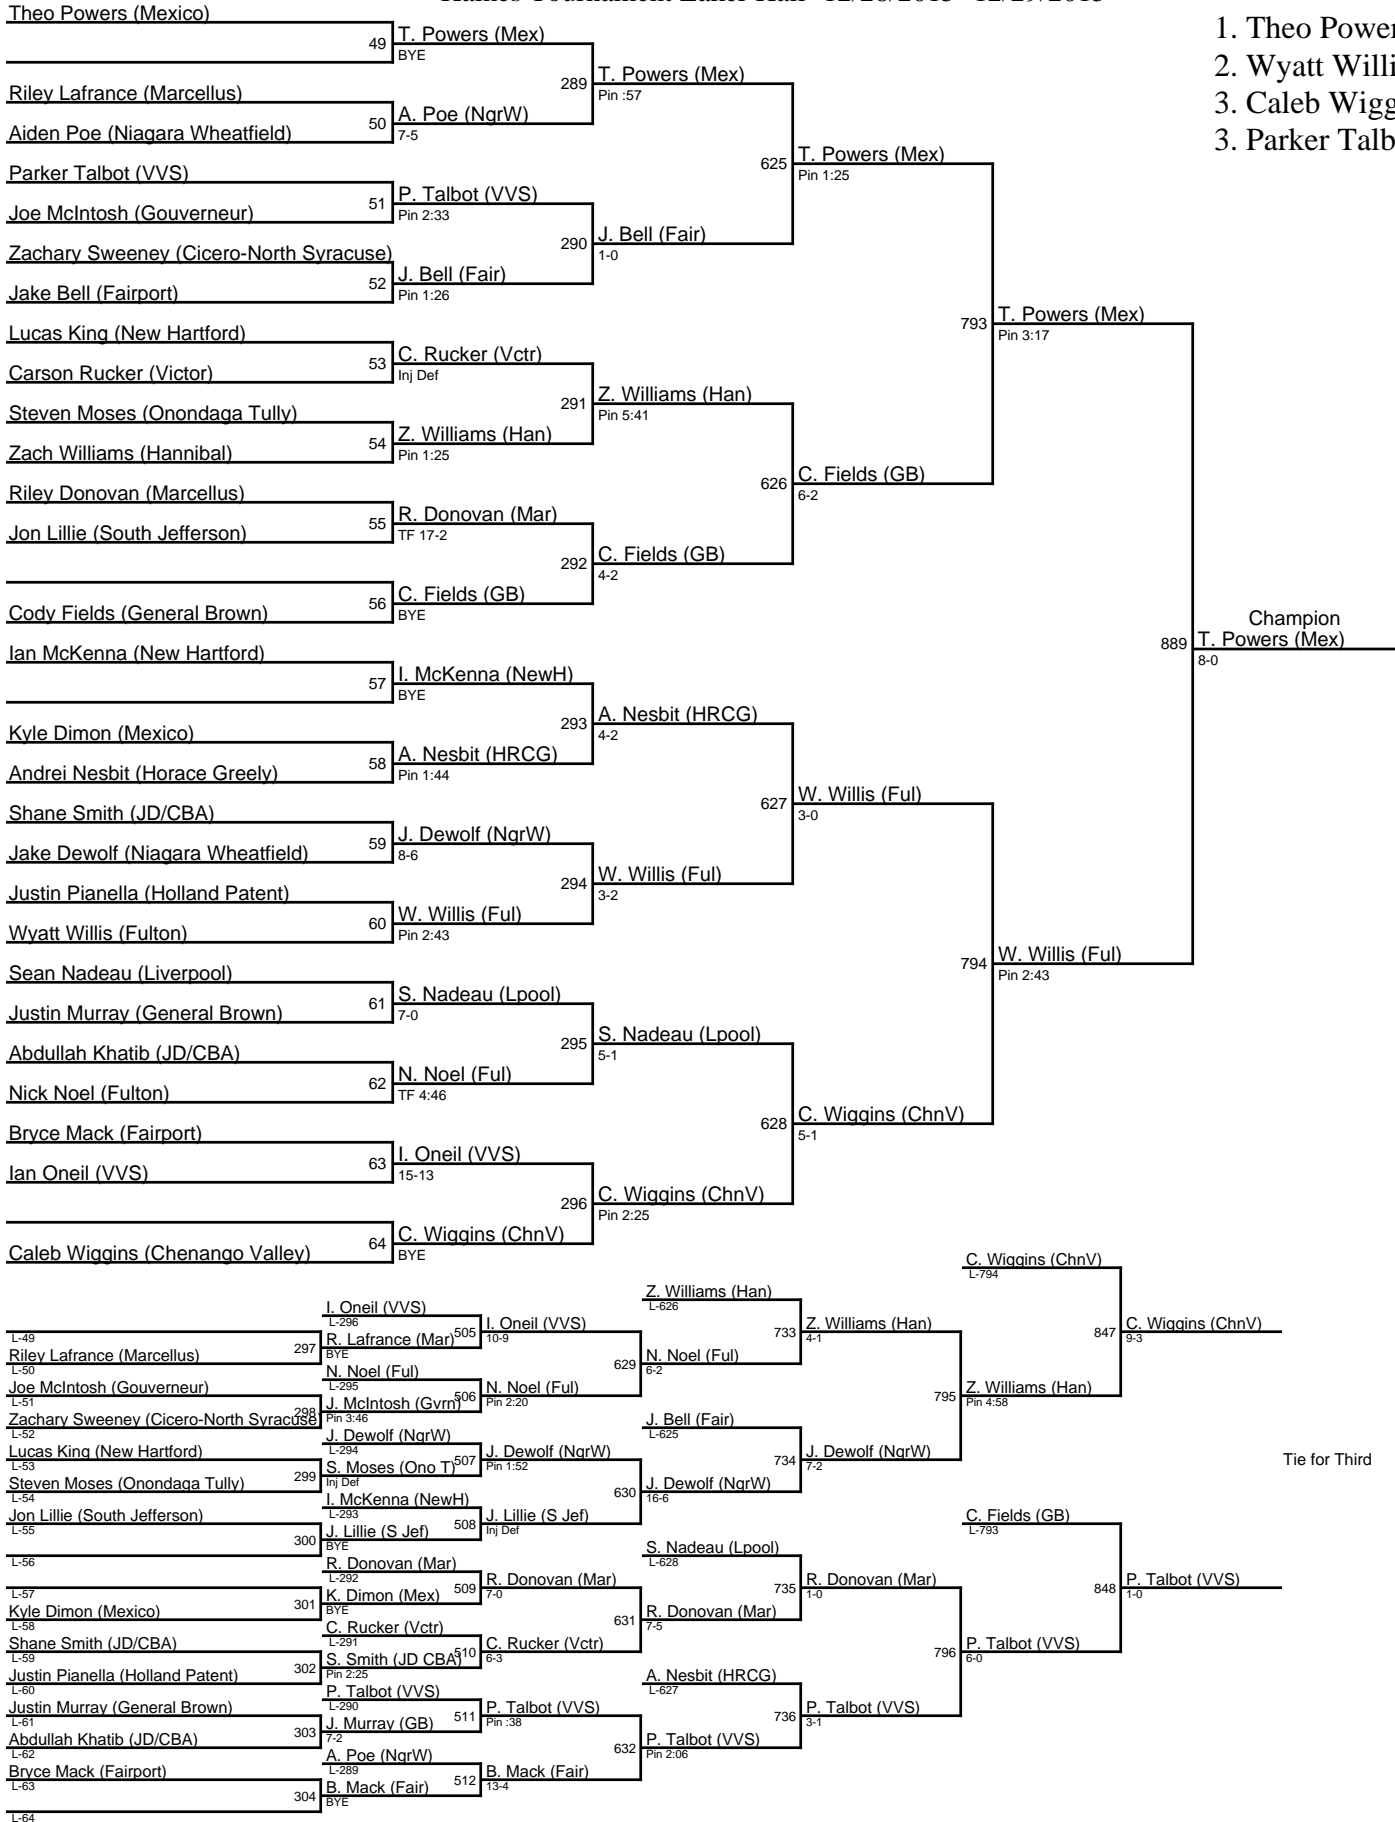 1. Theo Power
2. Wyatt Willi
3. Caleb Wigg
3. Parker Talb
Theo Powers (Mexico)
49
T. Powers (Mex)
BYE
Riley Lafrance (Marcellus)
Aiden Poe (Niagara Wheatfield)
50
A. Poe (NgrW)
7-5
289
T. Powers (Mex)
Pin :57
Parker Talbot (VVS)
Joe McIntosh (Gouverneur)
51
P. Talbot (VVS)
Pin 2:33
Zachary Sweeney (Cicero-North Syracuse)
Jake Bell (Fairport)
52
J. Bell (Fair)
Pin 1:26
290
J. Bell (Fair)
1-0
625
T. Powers (Mex)
Pin 1:25
Lucas King (New Hartford)
Carson Rucker (Victor)
53
C. Rucker (Vctr)
Inj Def
Steven Moses (Onondaga Tully)
Zach Williams (Hannibal)
54
Z. Williams (Han)
Pin 1:25
291
Z. Williams (Han)
Pin 5:41
Riley Donovan (Marcellus)
Jon Lillie (South Jefferson)
55
R. Donovan (Mar)
TF 17-2
Cody Fields (General Brown)
56
C. Fields (GB)
BYE
292
C. Fields (GB)
4-2
626
C. Fields (GB)
6-2
793
T. Powers (Mex)
Pin 3:17
Ian McKenna (New Hartford)
57
I. McKenna (NewH)
BYE
Kyle Dimon (Mexico)
Andrei Nesbit (Horace Greely)
58
A. Nesbit (HRCG)
Pin 1:44
293
A. Nesbit (HRCG)
4-2
Shane Smith (JD/CBA)
Jake Dewolf (Niagara Wheatfield)
59
J. Dewolf (NgrW)
8-6
Justin Pianella (Holland Patent)
Wyatt Willis (Fulton)
60
W. Willis (Ful)
Pin 2:43
294
W. Willis (Ful)
3-2
627
W. Willis (Ful)
3-0
Sean Nadeau (Liverpool)
Justin Murray (General Brown)
61
S. Nadeau (Lpool)
7-0
Abdullah Khatib (JD/CBA)
Nick Noel (Fulton)
62
N. Noel (Ful)
TF 4:46
295
S. Nadeau (Lpool)
5-1
Bryce Mack (Fairport)
Ian Oneil (VVS)
63
I. Oneil (VVS)
15-13
Caleb Wiggins (Chenango Valley)
64
C. Wiggins (ChnV)
BYE
296
C. Wiggins (ChnV)
Pin 2:25
628
C. Wiggins (ChnV)
5-1
794
W. Willis (Ful)
Pin 2:43
889
Champion
T. Powers (Mex)
8-0
L-49
Riley Lafrance (Marcellus)
L-50
297
I. Oneil (VVS)
L-296
R. Lafrance (Mar)
BYE
505
I. Oneil (VVS)
10-9
Joe McIntosh (Gouverneur)
L-51
Zachary Sweeney (Cicero-North Syracuse)
L-52
298
N. Noel (Ful)
L-295
J. McIntosh (Gvrn)
Pin 3:46
506
N. Noel (Ful)
Pin 2:20
629
N. Noel (Ful)
6-2
Z. Williams (Han)
L-626
733
Z. Williams (Han)
4-1
Lucas King (New Hartford)
L-53
Steven Moses (Onondaga Tully)
L-54
299
J. Dewolf (NgrW)
L-294
S. Moses (Ono T)
Inj Def
507
J. Dewolf (NgrW)
Pin 1:52
Jon Lillie (South Jefferson)
L-55
L-56
300
I. McKenna (NewH)
L-293
J. Lillie (S Jef)
BYE
508
J. Lillie (S Jef)
Inj Def
630
J. Dewolf (NgrW)
16-6
J. Bell (Fair)
L-625
734
J. Dewolf (NgrW)
7-2
795
Z. Williams (Han)
Pin 4:58
C. Wiggins (ChnV)
L-794
847
C. Wiggins (ChnV)
9-3
Tie for Third
L-57
Kyle Dimon (Mexico)
L-58
301
R. Donovan (Mar)
L-292
K. Dimon (Mex)
BYE
509
R. Donovan (Mar)
7-0
Shane Smith (JD/CBA)
L-59
Justin Pianella (Holland Patent)
L-60
302
C. Rucker (Vctr)
L-291
S. Smith (JD CBA)
Pin 2:25
510
C. Rucker (Vctr)
6-3
631
R. Donovan (Mar)
7-5
S. Nadeau (Lpool)
L-628
735
R. Donovan (Mar)
1-0
Justin Murray (General Brown)
L-61
Abdullah Khatib (JD/CBA)
L-62
303
P. Talbot (VVS)
L-290
J. Murray (GB)
7-2
511
P. Talbot (VVS)
Pin :38
Bryce Mack (Fairport)
L-63
L-64
304
A. Poe (NgrW)
L-289
B. Mack (Fair)
BYE
512
B. Mack (Fair)
13-4
632
P. Talbot (VVS)
Pin 2:06
A. Nesbit (HRCG)
L-627
736
P. Talbot (VVS)
3-1
796
P. Talbot (VVS)
6-0
C. Fields (GB)
L-793
848
P. Talbot (VVS)
1-0